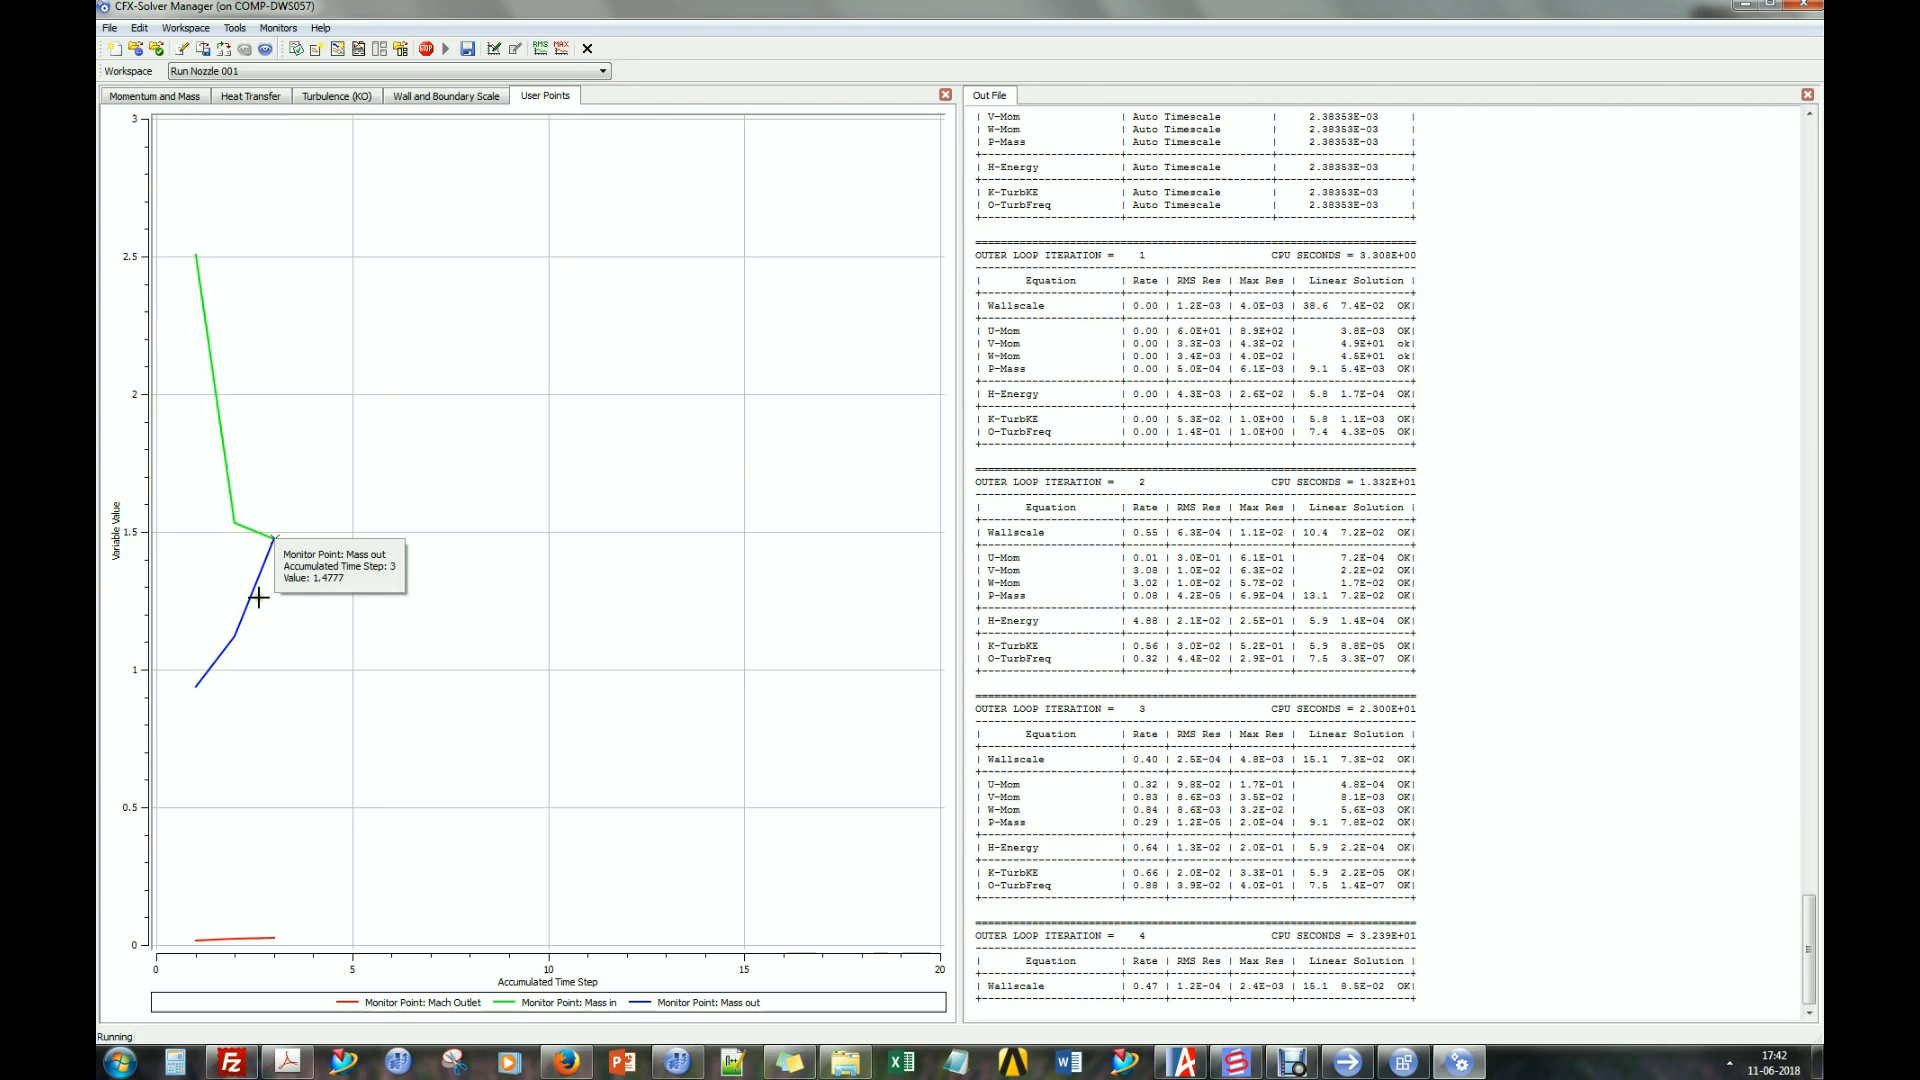 CFX-Solver Manager (on COMP-DWS057)
File Edit Workspace Tools Monitors Help
STOP RMS MAX
Workspace Run Nozzle 001
Momentum and Mass Heat Transfer Turbulence (KO) Wall and Boundary Scale User Points
3
2.5
2
1.5
1
0.5
0
Variable Value
Monitor Point: Mass out
Accumulated Time Step: 3
Value: 1.4777
0 5 10 15 20
Accumulated Time Step
Monitor Point: Mach Outlet Monitor Point: Mass in Monitor Point: Mass out
Out File
| V-Mom | Auto Timescale | 2.38353E-03 |
| W-Mom | Auto Timescale | 2.38353E-03 |
| P-Mass | Auto Timescale | 2.38353E-03 |
| H-Energy | Auto Timescale | 2.38353E-03 |
| K-TurbKE | Auto Timescale | 2.38353E-03 |
| O-TurbFreq | Auto Timescale | 2.38353E-03 |
OUTER LOOP ITERATION = 1 CPU SECONDS = 3.308E+00
| Equation | Rate | RMS Res | Max Res | Linear Solution |
| Wallscale | 0.00 | 1.2E-03 | 4.0E-03 | 38.6 7.4E-02 OK|
| U-Mom | 0.00 | 6.0E+01 | 8.9E+02 | 3.8E-03 OK|
| V-Mom | 0.00 | 3.3E-03 | 4.3E-02 | 4.9E+01 ok|
| W-Mom | 0.00 | 3.4E-03 | 4.0E-02 | 4.5E+01 ok|
| P-Mass | 0.00 | 5.0E-04 | 6.1E-03 | 9.1 5.4E-03 OK|
| H-Energy | 0.00 | 4.3E-03 | 2.6E-02 | 5.8 1.7E-04 OK|
| K-TurbKE | 0.00 | 5.3E-02 | 1.0E+00 | 5.8 1.1E-03 OK|
| O-TurbFreq | 0.00 | 1.4E-01 | 1.0E+00 | 7.4 4.3E-05 OK|
OUTER LOOP ITERATION = 2 CPU SECONDS = 1.332E+01
| Equation | Rate | RMS Res | Max Res | Linear Solution |
| Wallscale | 0.55 | 6.3E-04 | 1.1E-02 | 10.4 7.2E-02 OK|
| U-Mom | 0.01 | 3.0E-01 | 6.1E-01 | 7.2E-04 OK|
| V-Mom | 3.08 | 1.0E-02 | 6.3E-02 | 2.2E-02 OK|
| W-Mom | 3.02 | 1.0E-02 | 5.7E-02 | 1.7E-02 OK|
| P-Mass | 0.08 | 4.2E-05 | 6.9E-04 | 13.1 7.2E-02 OK|
| H-Energy | 4.88 | 2.1E-02 | 2.5E-01 | 5.9 1.4E-04 OK|
| K-TurbKE | 0.56 | 3.0E-02 | 5.2E-01 | 5.9 8.8E-05 OK|
| O-TurbFreq | 0.32 | 4.4E-02 | 2.9E-01 | 7.5 3.3E-07 OK|
OUTER LOOP ITERATION = 3 CPU SECONDS = 2.300E+01
| Equation | Rate | RMS Res | Max Res | Linear Solution |
| Wallscale | 0.40 | 2.5E-04 | 4.8E-03 | 15.1 7.3E-02 OK|
| U-Mom | 0.32 | 9.8E-02 | 1.7E-01 | 4.8E-04 OK|
| V-Mom | 0.83 | 8.6E-03 | 3.5E-02 | 8.1E-03 OK|
| W-Mom | 0.84 | 8.6E-03 | 3.2E-02 | 5.6E-03 OK|
| P-Mass | 0.29 | 1.2E-05 | 2.0E-04 | 9.1 7.8E-02 OK|
| H-Energy | 0.64 | 1.3E-02 | 2.0E-01 | 5.9 2.2E-04 OK|
| K-TurbKE | 0.66 | 2.0E-02 | 3.3E-01 | 5.9 2.2E-05 OK|
| O-TurbFreq | 0.88 | 3.9E-02 | 4.0E-01 | 7.5 1.4E-07 OK|
OUTER LOOP ITERATION = 4 CPU SECONDS = 3.239E+01
| Equation | Rate | RMS Res | Max Res | Linear Solution |
| Wallscale | 0.47 | 1.2E-04 | 2.4E-03 | 15.1 8.5E-02 OK|
Running
17:42
11-06-2018